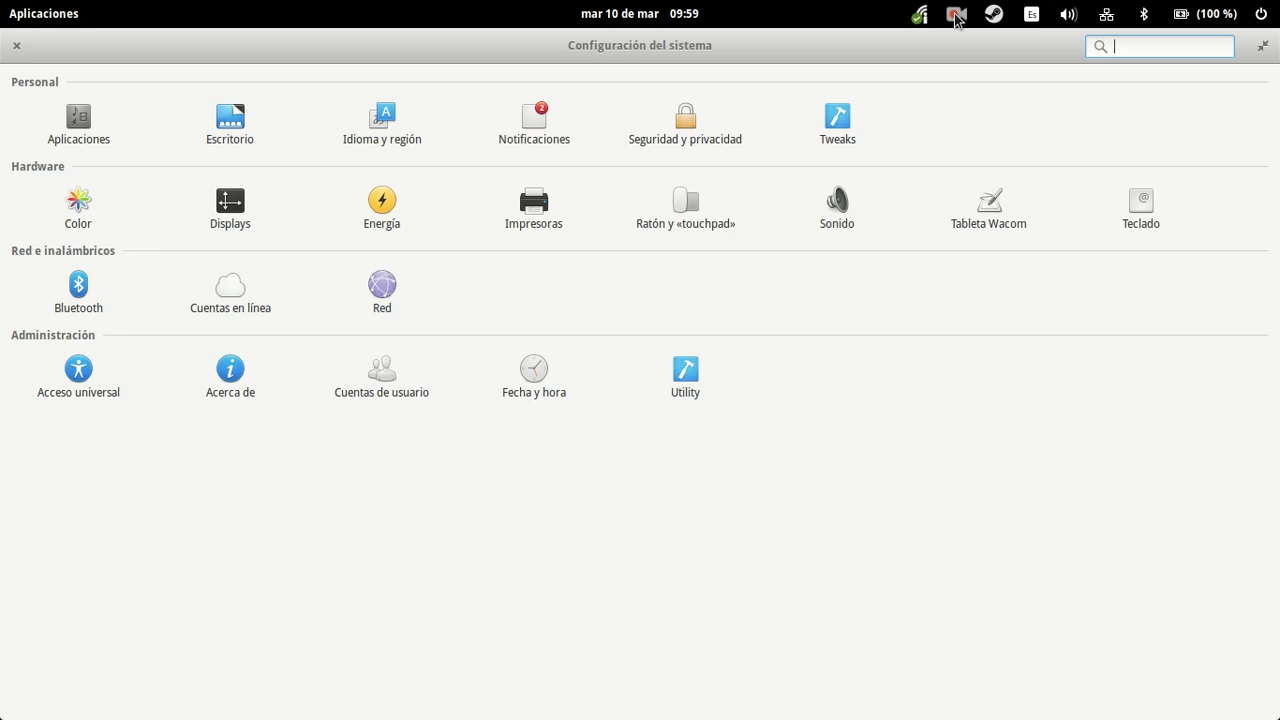 Aplicaciones mar 10 de mar 09:59 Es (100 %)
Configuración del sistema
Personal
Aplicaciones Escritorio Idioma y región Notificaciones 2 Seguridad y privacidad Tweaks
Hardware
Color Displays Energía Impresoras Ratón y «touchpad» Sonido Tableta Wacom Teclado
Red e inalámbricos
Bluetooth Cuentas en línea Red
Administración
Acceso universal Acerca de Cuentas de usuario Fecha y hora Utility